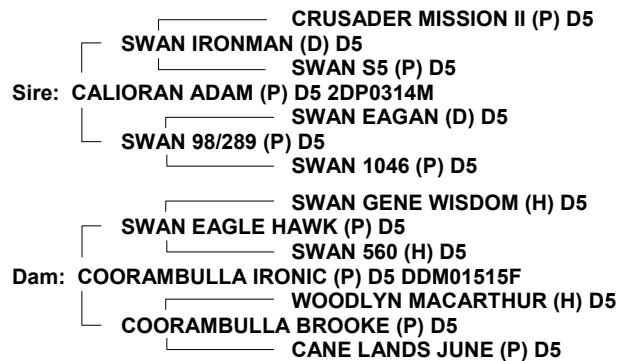 CRUSADER MISSION II (P) D5
SWAN IRONMAN (D) D5
SWAN S5 (P) D5
Sire: CALIORAN ADAM (P) D5 2DP0314M
SWAN EAGAN (D) D5
SWAN 98/289 (P) D5
SWAN 1046 (P) D5
SWAN GENE WISDOM (H) D5
SWAN EAGLE HAWK (P) D5
SWAN 560 (H) D5
Dam: COORAMBULLA IRONIC (P) D5 DDM01515F
WOODLYN MACARTHUR (H) D5
COORAMBULLA BROOKE (P) D5
CANE LANDS JUNE (P) D5